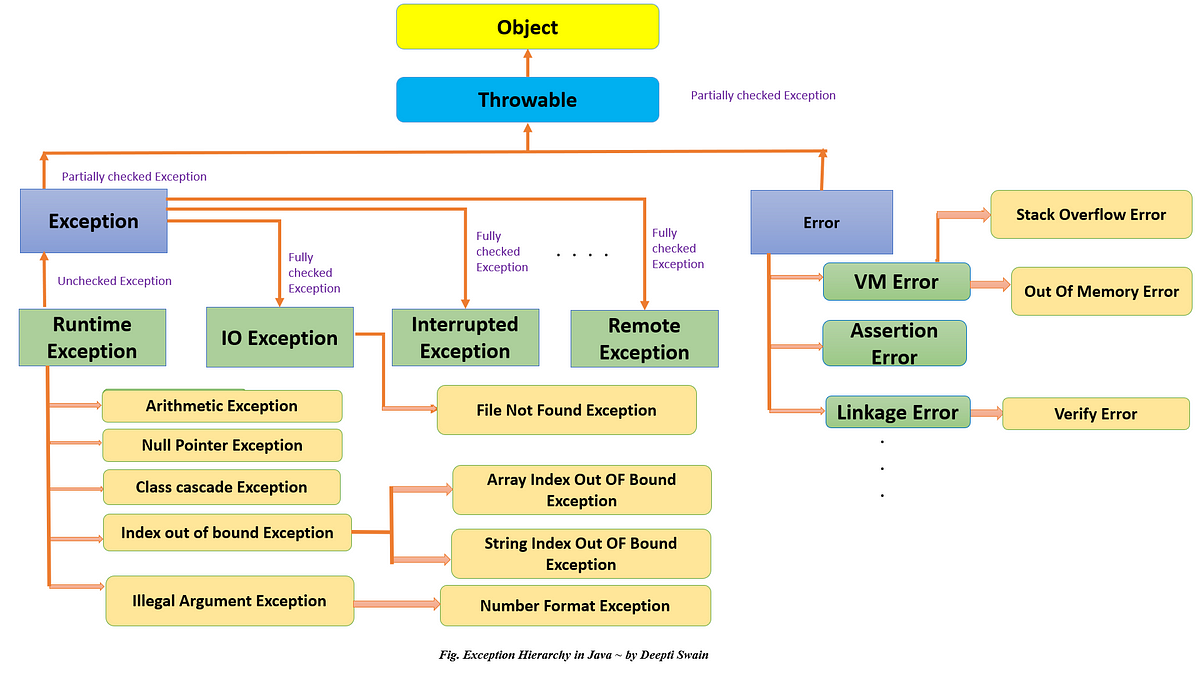 Object
Throwable
Partially checked Exception
Partially checked Exception
Exception
Fully
checked
Exception
Fully
checked
Exception
Fully
checked
Exception
. . . .
Unchecked Exception
Runtime
Exception
IO Exception
Interrupted
Exception
Remote
Exception
Arithmetic Exception
Null Pointer Exception
Class cascade Exception
Index out of bound Exception
Illegal Argument Exception
File Not Found Exception
Array Index Out OF Bound
Exception
String Index Out OF Bound
Exception
Number Format Exception
Error
Stack Overflow Error
VM Error
Out Of Memory Error
Assertion
Error
Linkage Error
Verify Error
.
.
.
Fig. Exception Hierarchy in Java ~ by Deepti Swain